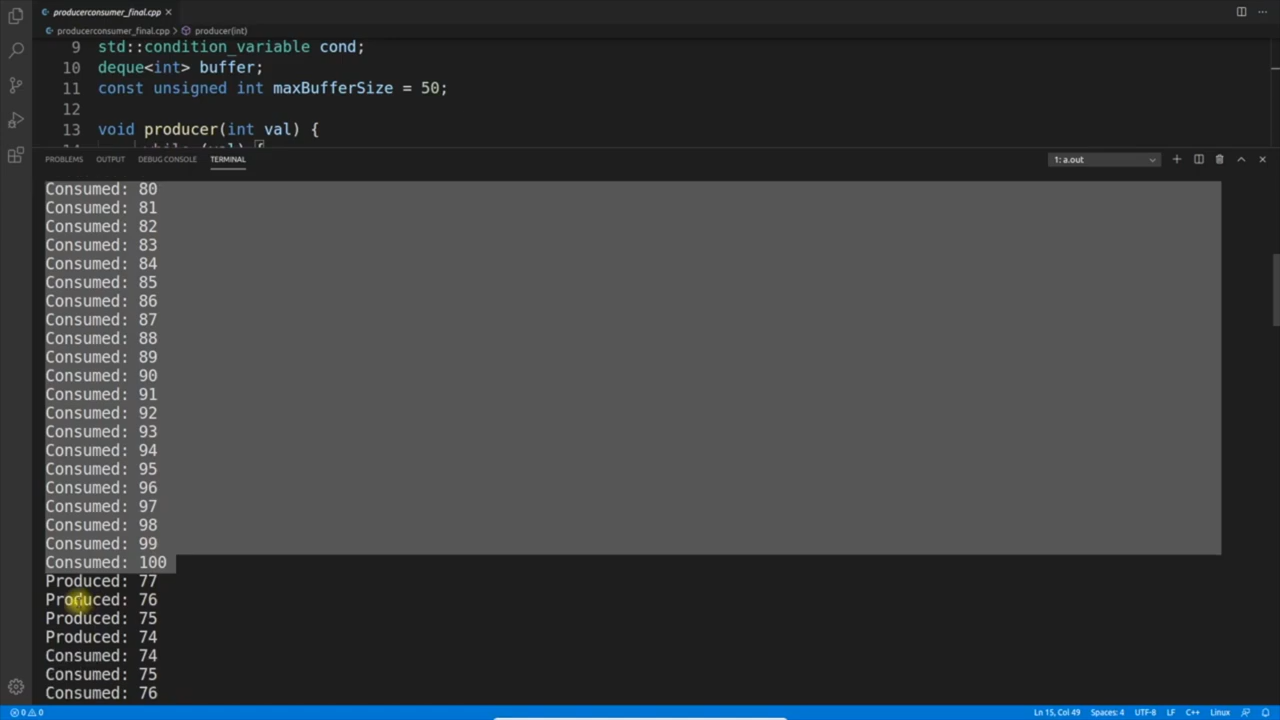 producerconsumer_final.cpp ×
producerconsumer_final.cpp > producer(int)
9 std::condition_variable cond;
10 deque<int> buffer;
11 const unsigned int maxBufferSize = 50;
12
13 void producer(int val) {
PROBLEMS OUTPUT DEBUG CONSOLE TERMINAL 1: a.out
Consumed: 80
Consumed: 81
Consumed: 82
Consumed: 83
Consumed: 84
Consumed: 85
Consumed: 86
Consumed: 87
Consumed: 88
Consumed: 89
Consumed: 90
Consumed: 91
Consumed: 92
Consumed: 93
Consumed: 94
Consumed: 95
Consumed: 96
Consumed: 97
Consumed: 98
Consumed: 99
Consumed: 100
Produced: 77
Produced: 76
Produced: 75
Produced: 74
Consumed: 74
Consumed: 75
Consumed: 76
0 0 Ln 15, Col 49 Spaces: 4 UTF-8 LF C++ Linux